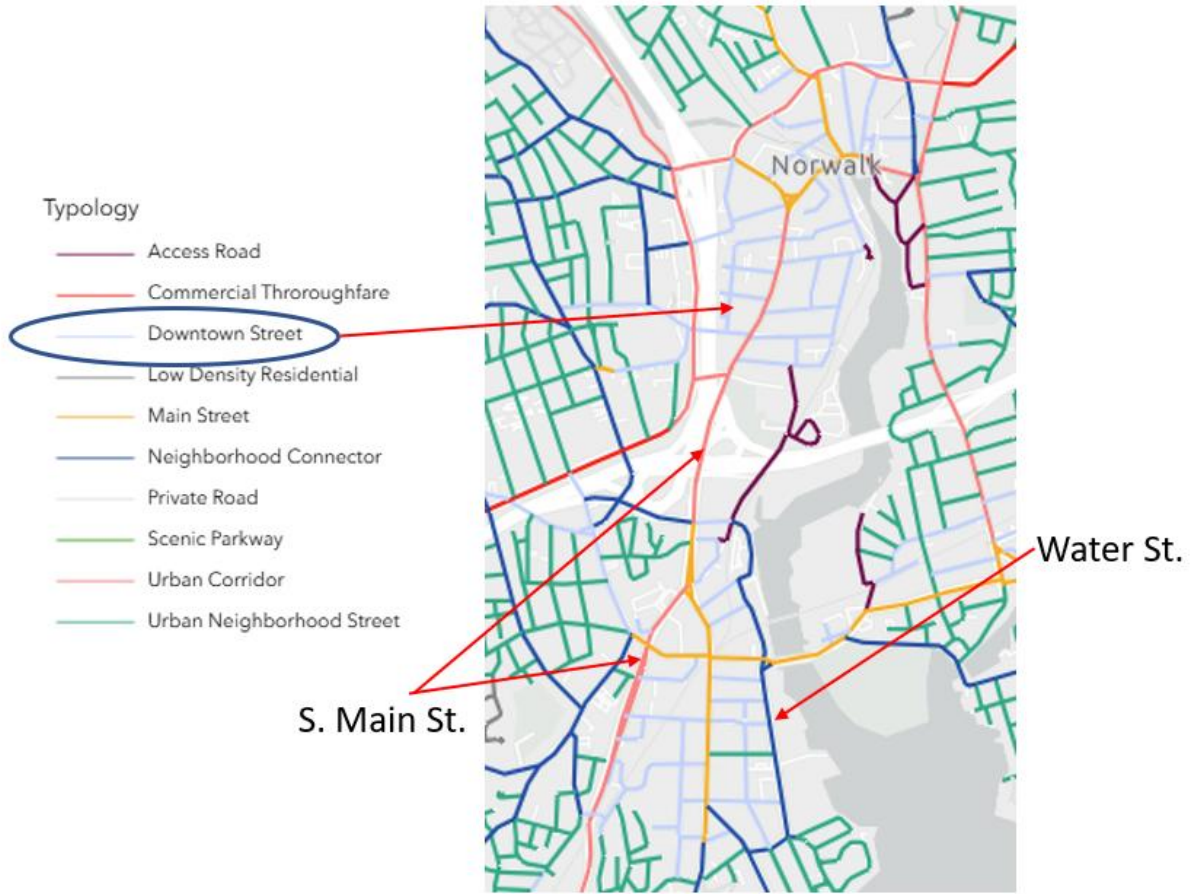 Typology
Access Road
Commercial Throroughfare
Downtown Street
Low Density Residential
Main Street
Neighborhood Connector
Private Road
Scenic Parkway
Urban Corridor
Urban Neighborhood Street
Norwalk
Water St.
S. Main St.